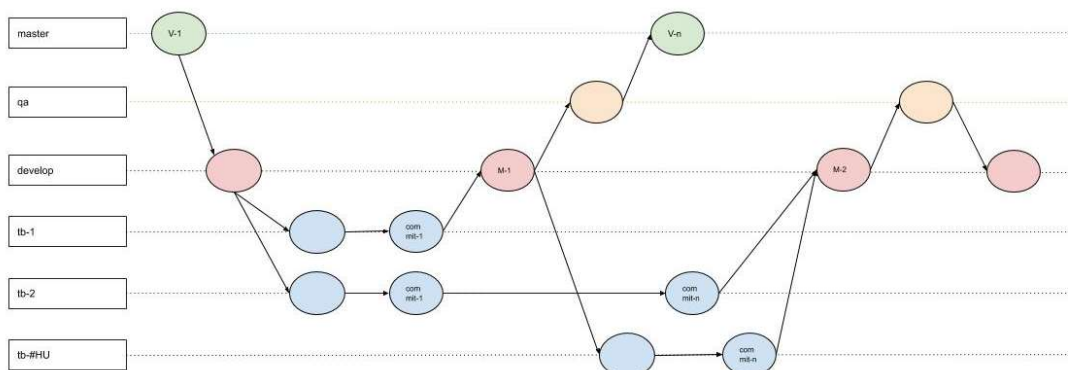 master
V-1
V-n
qa
develop
M-1
M-2
tb-1
com
mit-1
tb-2
com
mit-1
com
mit-n
tb-#HU
com
mit-n